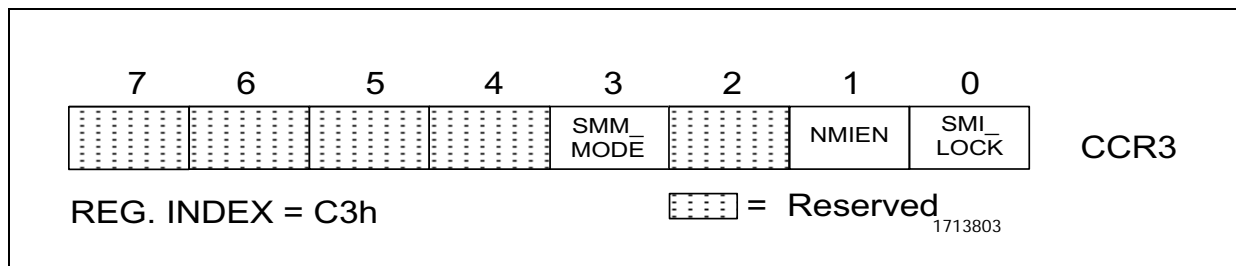 7 6 5 4 3 2 1 0
SMM_
MODE
NMIEN
SMI_
LOCK
CCR3
REG. INDEX = C3h
= Reserved
1713803